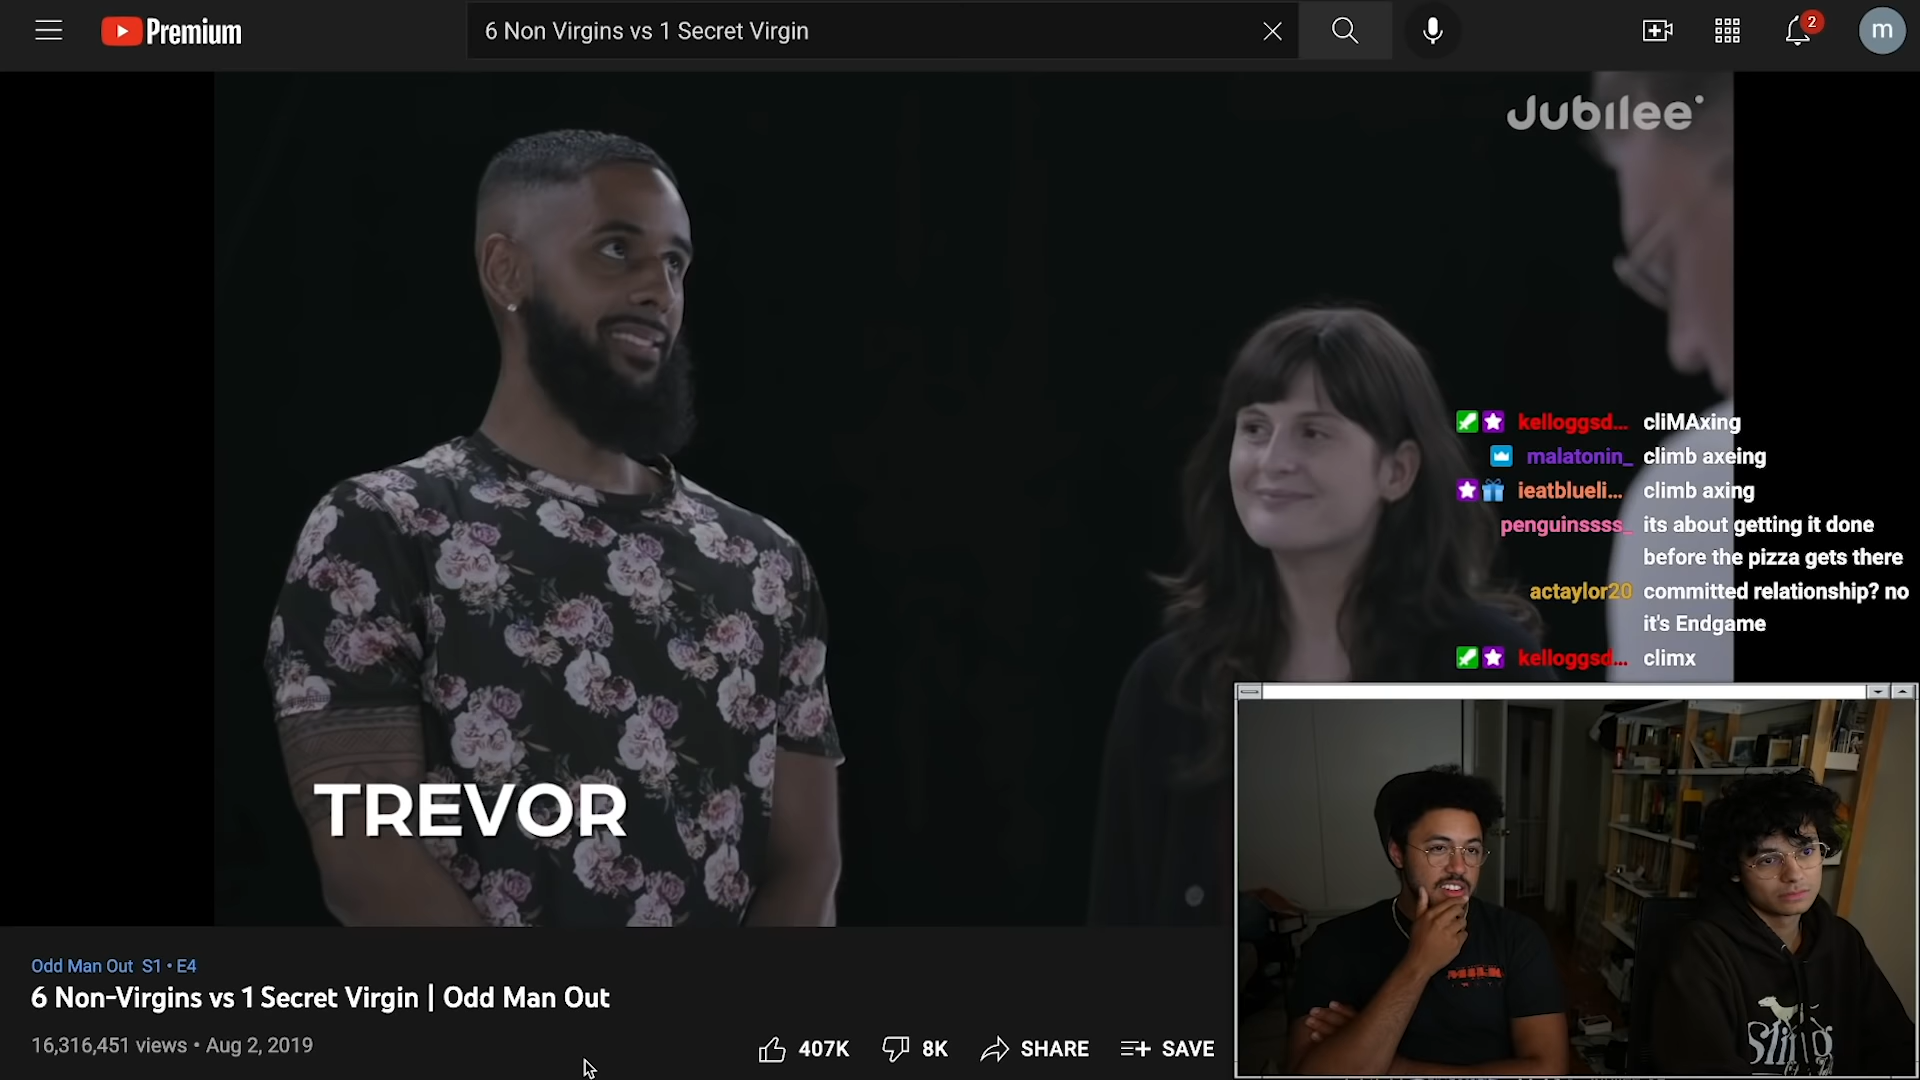 Premium
6 Non Virgins vs 1 Secret Virgin
2
m
Jubilee
kelloggsd... cliMAxing
malatonin_ climb axeing
ieatblueli... climb axing
penguinssss_ its about getting it done
before the pizza gets there
actaylor20 committed relationship? no
it's Endgame
kelloggsd... climx
TREVOR
Odd Man Out S1 • E4
6 Non-Virgins vs 1 Secret Virgin | Odd Man Out
16,316,451 views • Aug 2, 2019
407K
8K
SHARE
SAVE